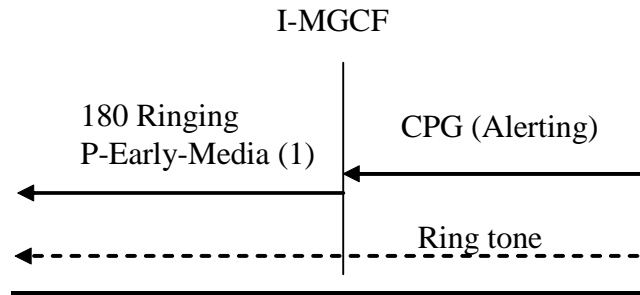 I-MGCF
180 Ringing
P-Early-Media (1)
CPG (Alerting)
Ring tone